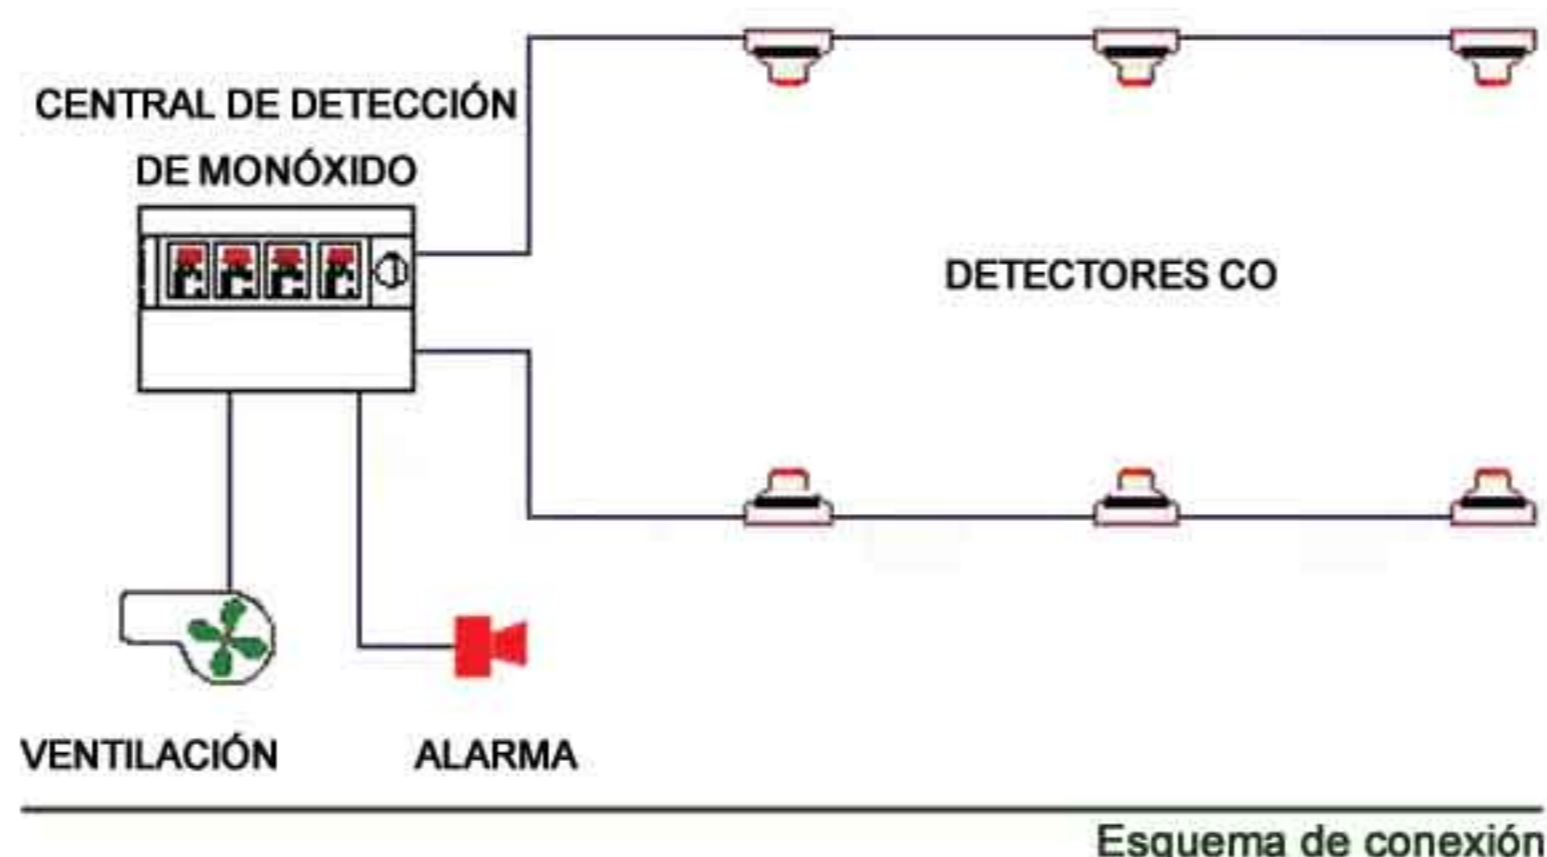 CENTRAL DE DETECCIÓN
DE MONÓXIDO
DETECTORES CO
VENTILACIÓN
ALARMA
Esquema de conexión